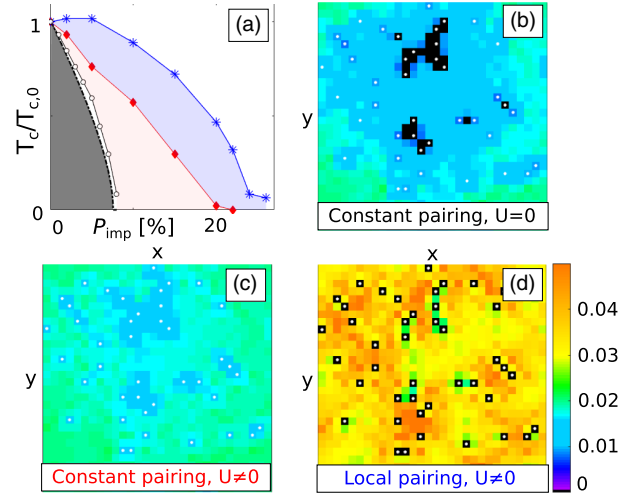 (a)
1
T_c/T_{c,0}
0
0
P_imp [%]
20
(b)
y
Constant pairing, U=0
x
(c)
y
Constant pairing, U≠0
x
(d)
y
Local pairing, U≠0
0.04
0.03
0.02
0.01
0